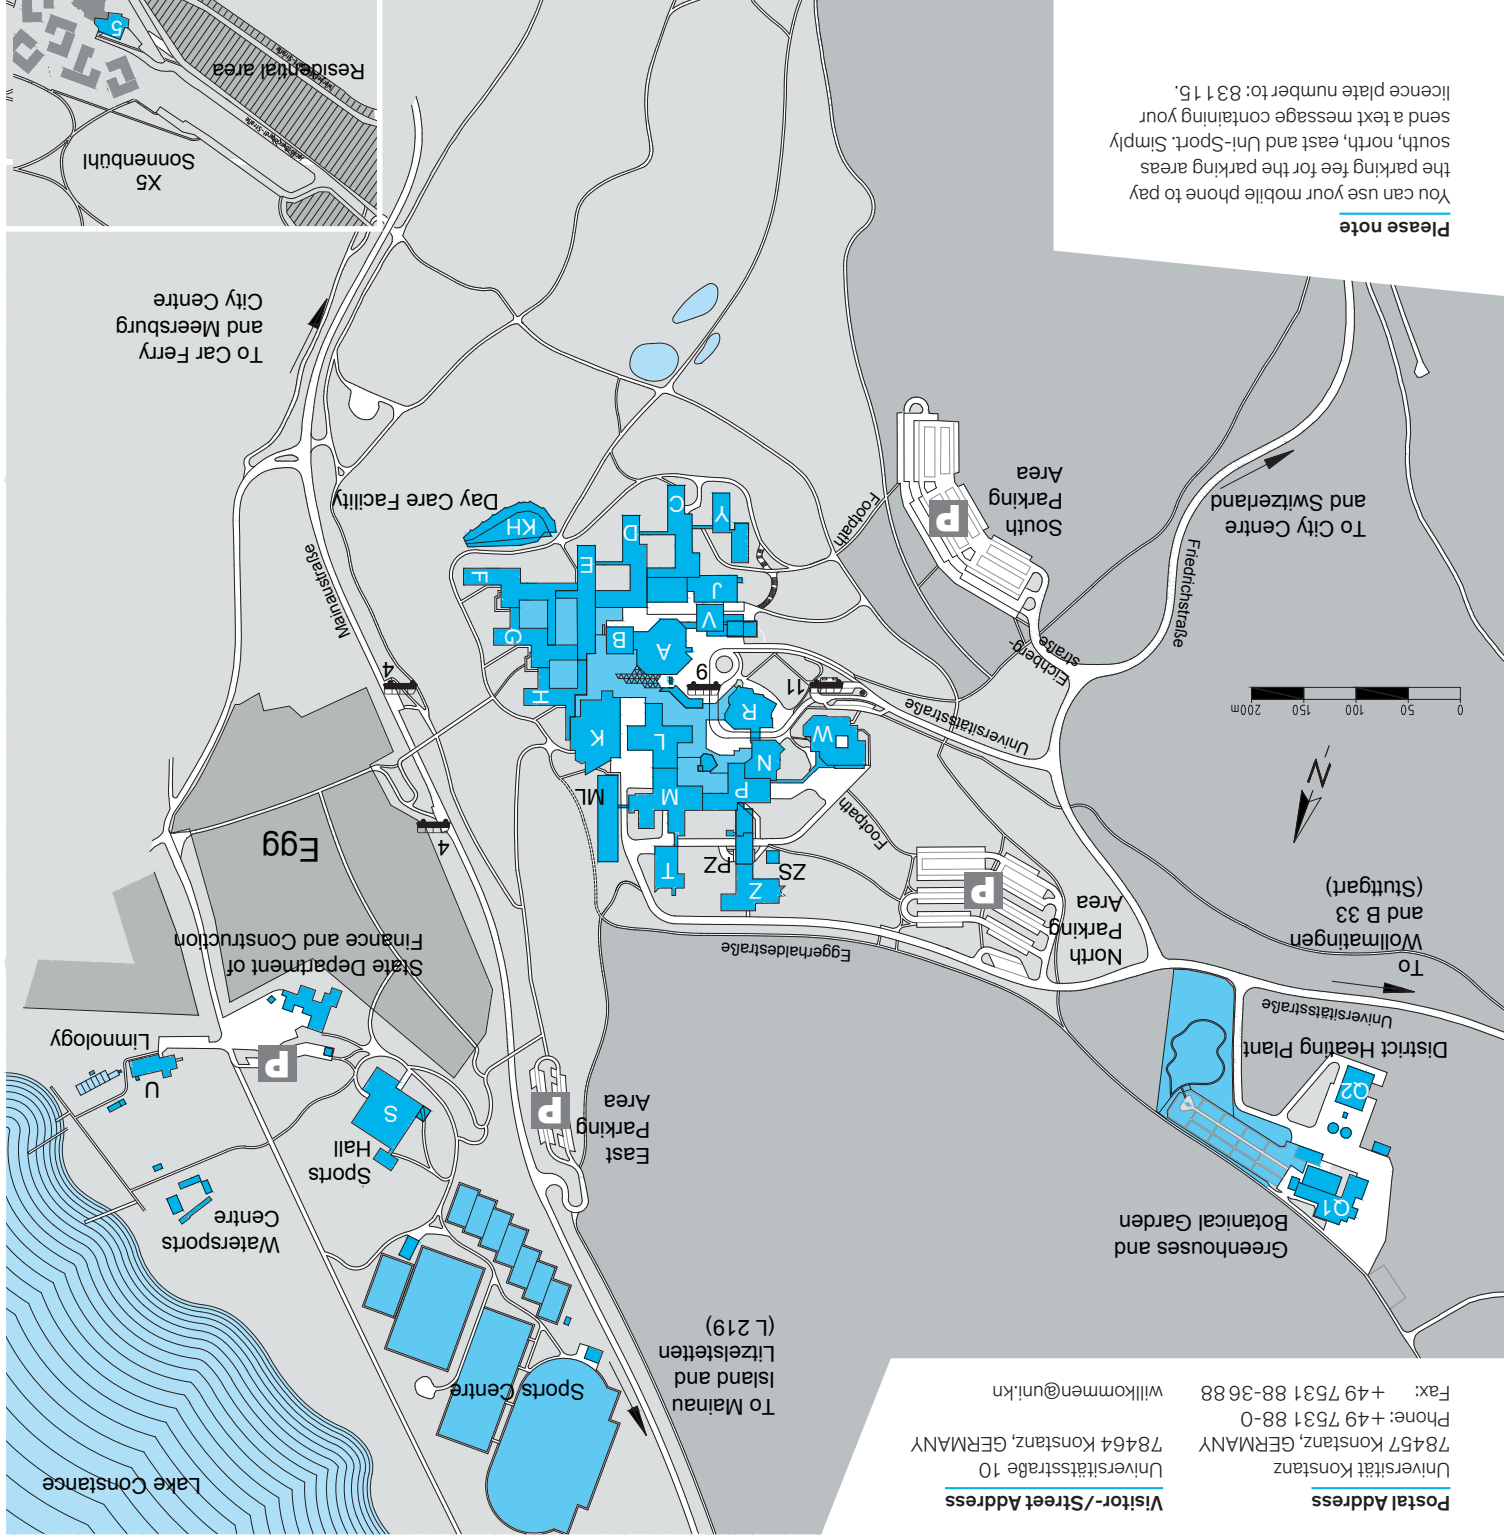 Postal Address
Universität Konstanz
78457 Konstanz, GERMANY
Phone: +49 7531 88-0
Fax: +49 7531 88-36 88
Visitor-/Street Address
Universitätsstraße 10
78464 Konstanz, GERMANY
willkommen@uni.kn
Lake Constance
Sports Centre
To Mainau
Island and
Litzelstetten
(L 219)
Greenhouses and
Botanical Garden
Q1
Q2
District Heating Plant
Universitätsstraße
To
Wollmatingen
and B 33
(Stuttgart)
Watersports
Centre
Sports
Hall
S
U
Limnology
P
East
Parking
Area
P
State Department of
Finance and Construction
Egg
North
Parking
Area
P
Eggerhaldestraße
Footpath
Z
ZS
PZ
T
ML
M
P
N
W
L
K
R
H
A
B
V
G
J
F
E
D
C
Y
KH
Day Care Facility
4
4
9
11
Mainaustraße
Universitätsstraße
N
0
50
100
150
200m
Eichberg-
straße
Friedrichstraße
Footpath
South
Parking
Area
P
To City Centre
and Switzerland
To Car Ferry
and Meersburg
City Centre
Please note
You can use your mobile phone to pay
the parking fee for the parking areas
south, north, east and Uni-Sport. Simply
send a text message containing your
licence plate number to: 83115.
X5
Sonnenbühl
Residential area
5